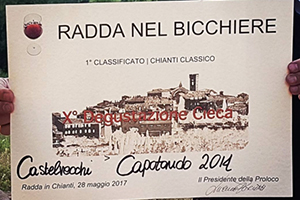 RADDA NEL BICCHIERE
1° CLASSIFICATO | CHIANTI CLASSICO
X° Degustazione Cieca
Castelvecchi > Capotondo 2014
Radda in Chianti, 28 maggio 2017
Il Presidente della Proloco